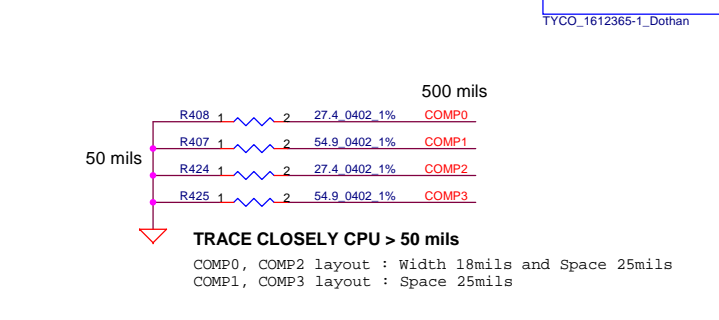 TYCO_1612365-1_Dothan
500 mils
R408 1 2 27.4_0402_1% COMP0
R407 1 2 54.9_0402_1% COMP1
50 mils
R424 1 2 27.4_0402_1% COMP2
R425 1 2 54.9_0402_1% COMP3
TRACE CLOSELY CPU > 50 mils
COMP0, COMP2 layout : Width 18mils and Space 25mils
COMP1, COMP3 layout : Space 25mils